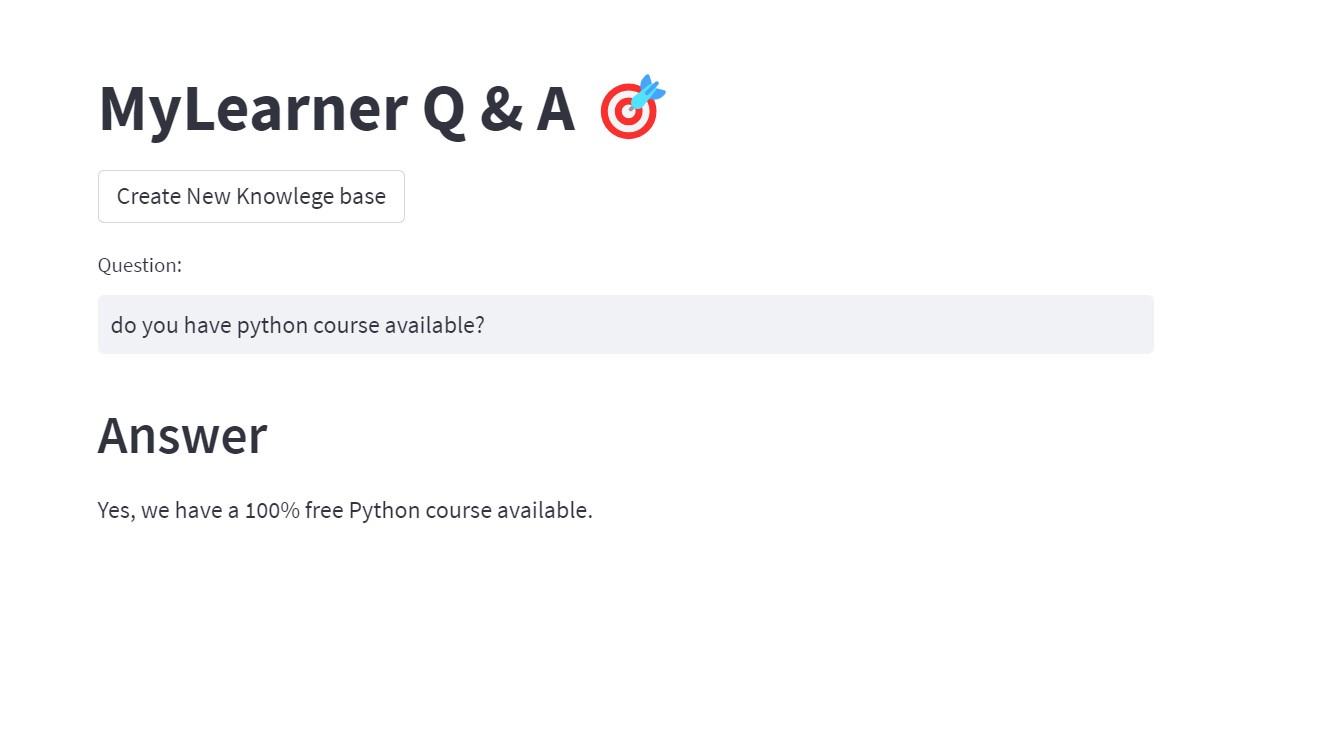 MyLearner Q & A 🎯
Create New Knowlege base
Question:
do you have python course available?
Answer
Yes, we have a 100% free Python course available.